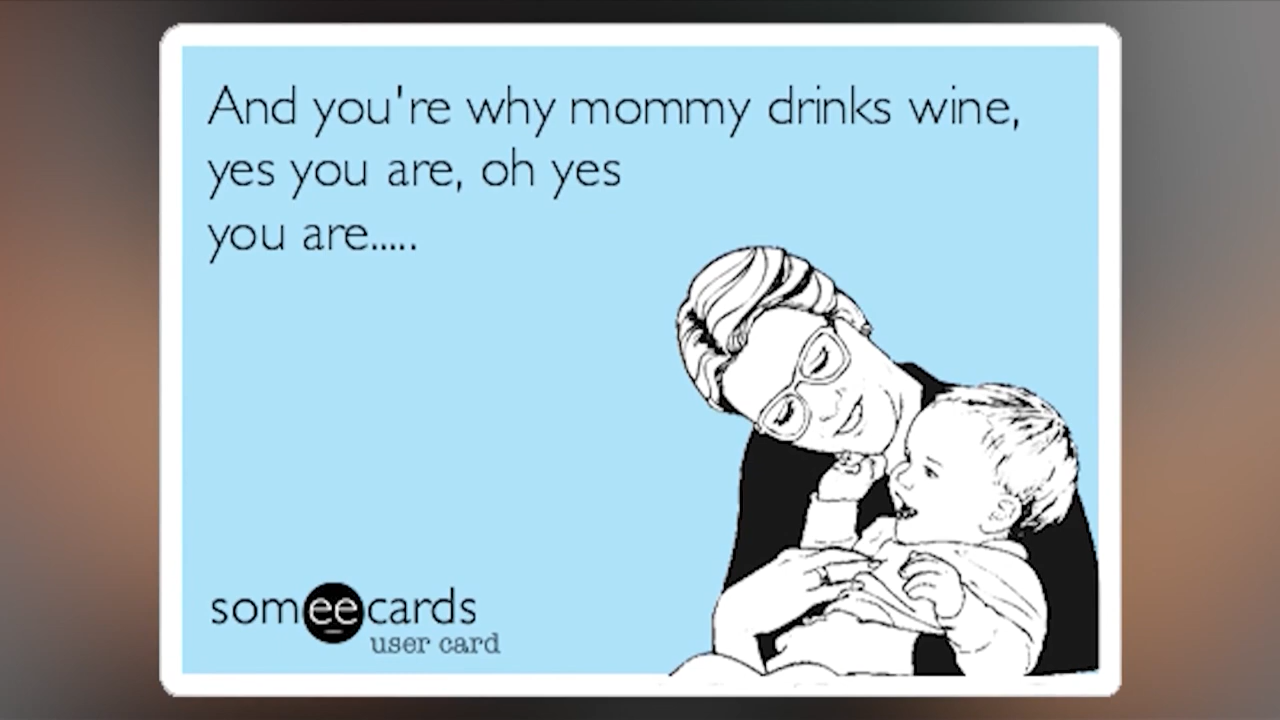 And you're why mommy drinks wine,
yes you are, oh yes
you are.....
someecards
user card